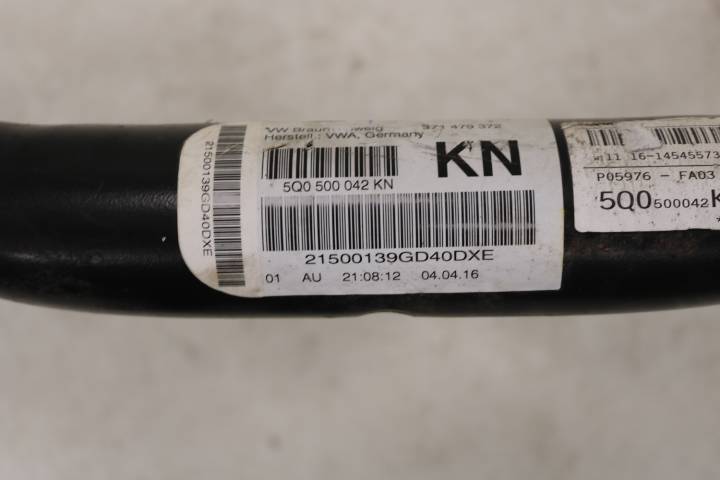 21500139GD40DXE
VW Braun weig 371 479 372
Herstell.: VWA, Germany
KN
5Q0 500 042 KN
21500139GD40DXE
01 AU 21:08:12 04.04.16
11 16-14545573
P05976 - FA03
5Q0500042K